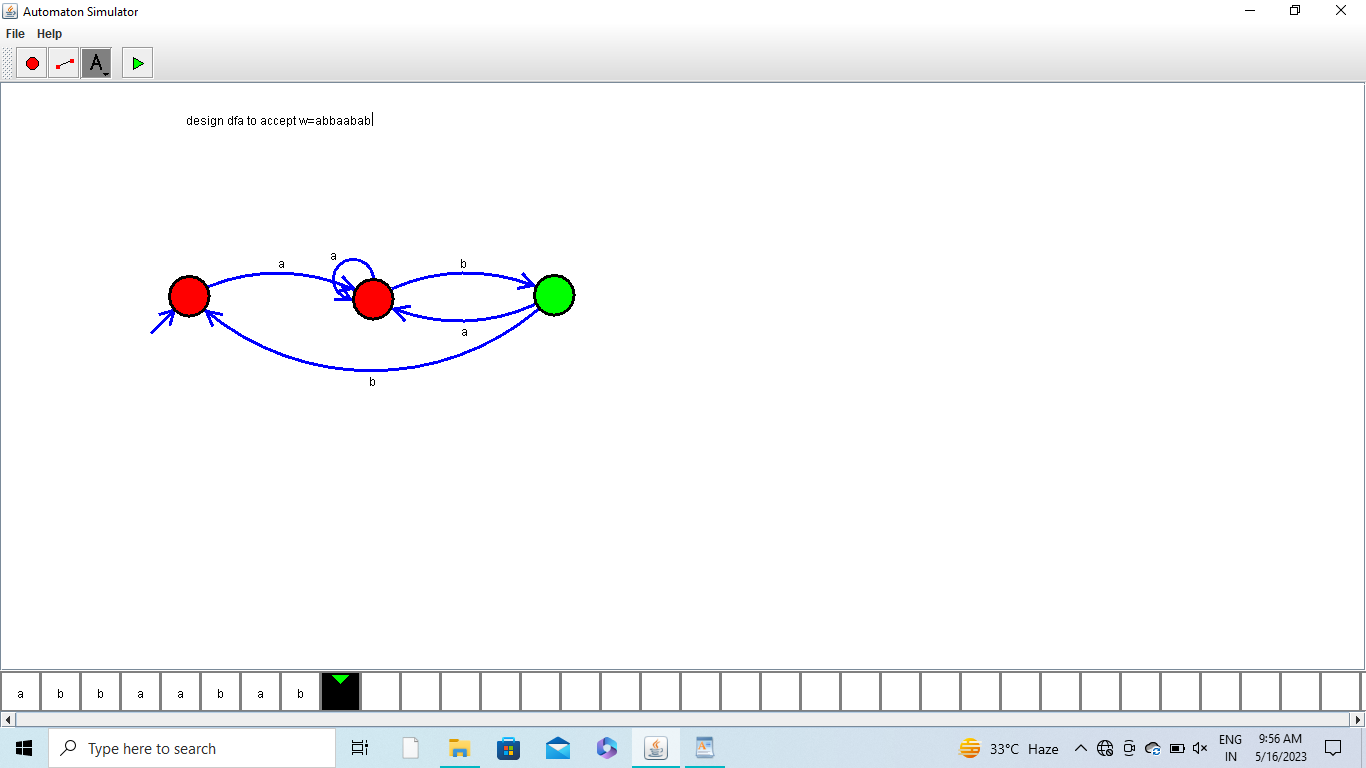 Automaton Simulator
File Help
A
design dfa to accept w=abbaabab
a
a
b
a
b
a b b a a b a b
Type here to search
33°C Haze
ENG
IN
9:56 AM
5/16/2023